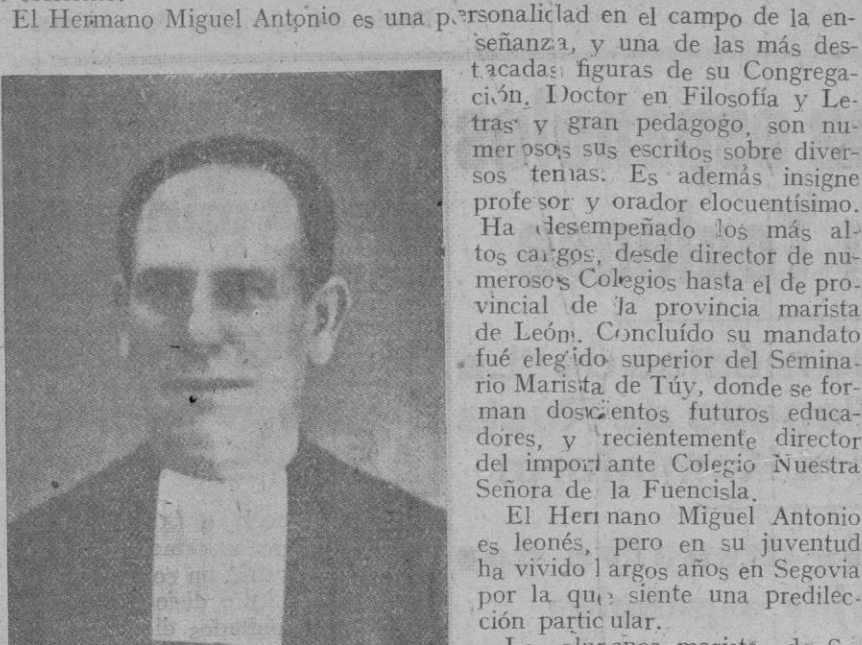 El Hermano Miguel Antonio es una personalidad en el campo de la en-
señanza, y una de las más des-
tacadas figuras de su Congrega-
ción. Doctor en Filosofía y Le-
tras y gran pedagogo, son nu-
merosos sus escritos sobre diver-
sos temas. Es además insigne
profesor y orador elocuentísimo.
Ha desempeñado los más al-
tos cargos, desde director de nu-
merosos Colegios hasta el de pro-
vincial de la provincia marista
de León. Concluído su mandato
fué elegido superior del Semina-
rio Marista de Túy, donde se for-
man doscientos futuros educa-
dores, y recientemente director
del importante Colegio Nuestra
Señora de la Fuencisla.
El Hermano Miguel Antonio
es leonés, pero en su juventud
ha vivido largos años en Segovia
por la que siente una predilec-
ción particular.